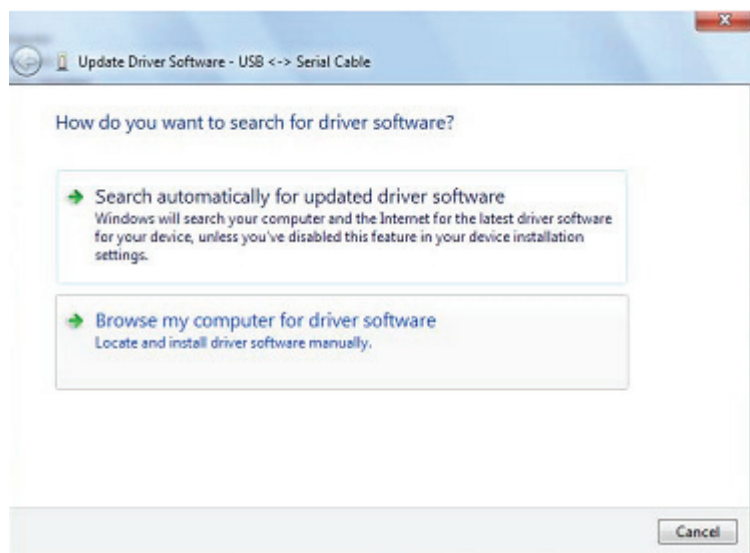 Update Driver Software - USB <-> Serial Cable
How do you want to search for driver software?
Search automatically for updated driver software
Windows will search your computer and the Internet for the latest driver software
for your device, unless you've disabled this feature in your device installation
settings.
Browse my computer for driver software
Locate and install driver software manually.
Cancel